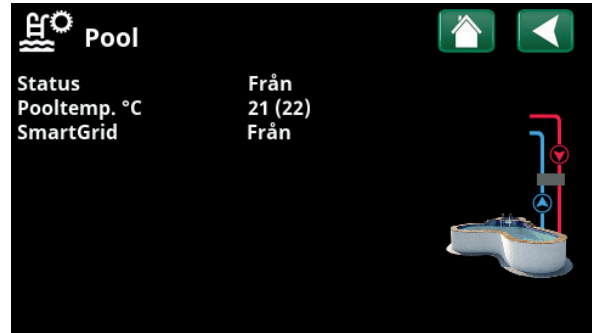 Pool
Status Från
Pooltemp. °C 21 (22)
SmartGrid Från